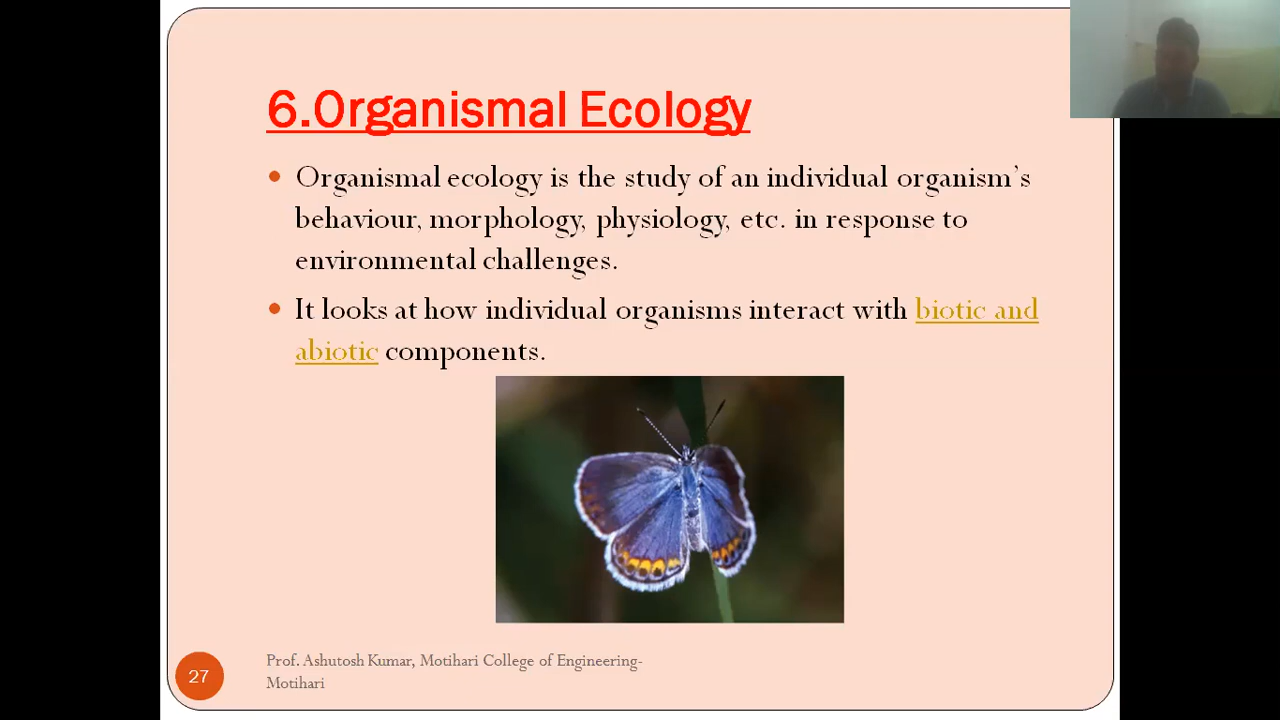 6.Organismal Ecology
Organismal ecology is the study of an individual organism's
behaviour, morphology, physiology, etc. in response to
environmental challenges.
It looks at how individual organisms interact with biotic and
abiotic components.
27
Prof. Ashutosh Kumar, Motihari College of Engineering-
Motihari